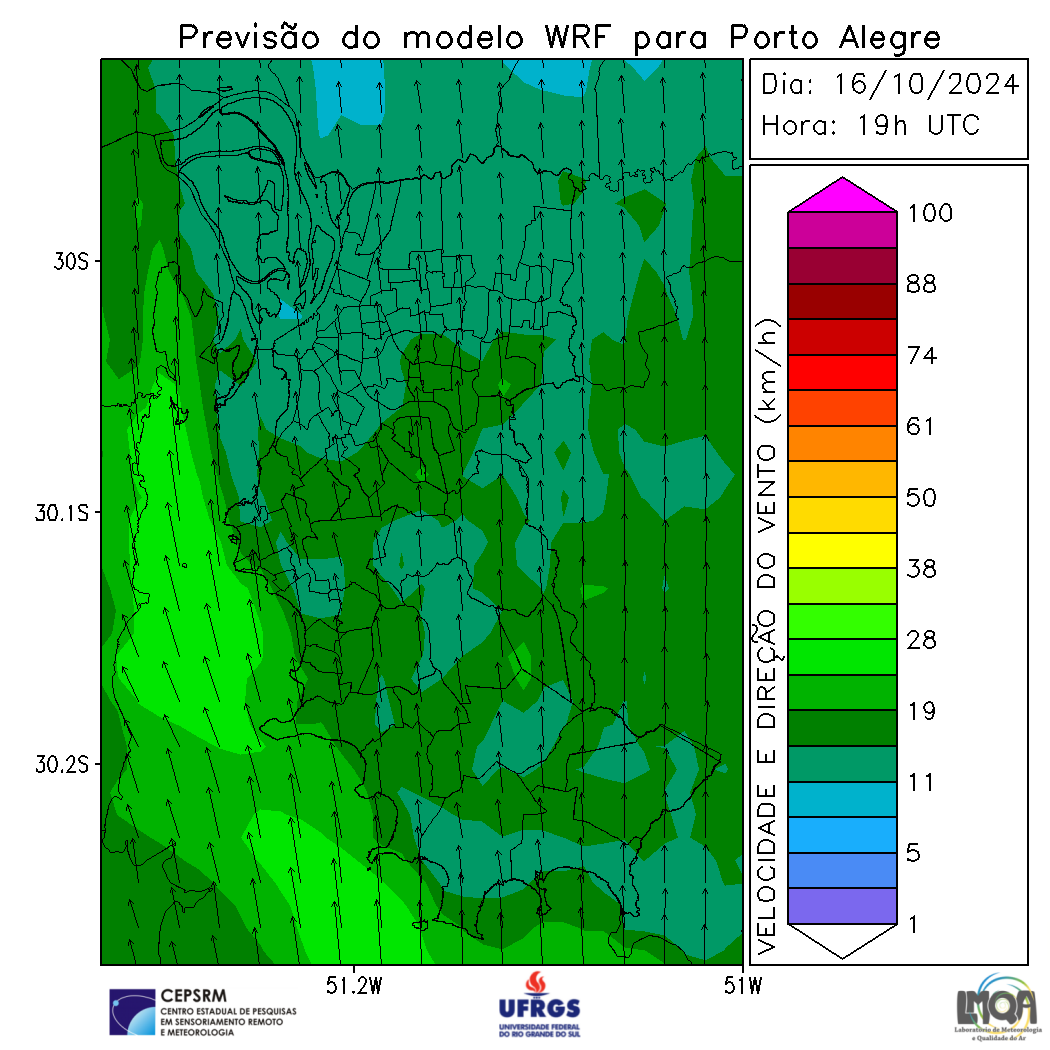 Previsão do modelo WRF para Porto Alegre
Dia: 16/10/2024
Hora: 19h UTC
30S
30.1S
30.2S
51.2W
51W
VELOCIDADE E DIREÇÃO DO VENTO (km/h)
100
88
74
61
50
38
28
19
11
5
1
CEPSRM
CENTRO ESTADUAL DE PESQUISAS
EM SENSORIAMENTO REMOTO
E METEOROLOGIA
UFRGS
UNIVERSIDADE FEDERAL
DO RIO GRANDE DO SUL
LMQA
Laboratório de Meteorologia
e Qualidade do Ar